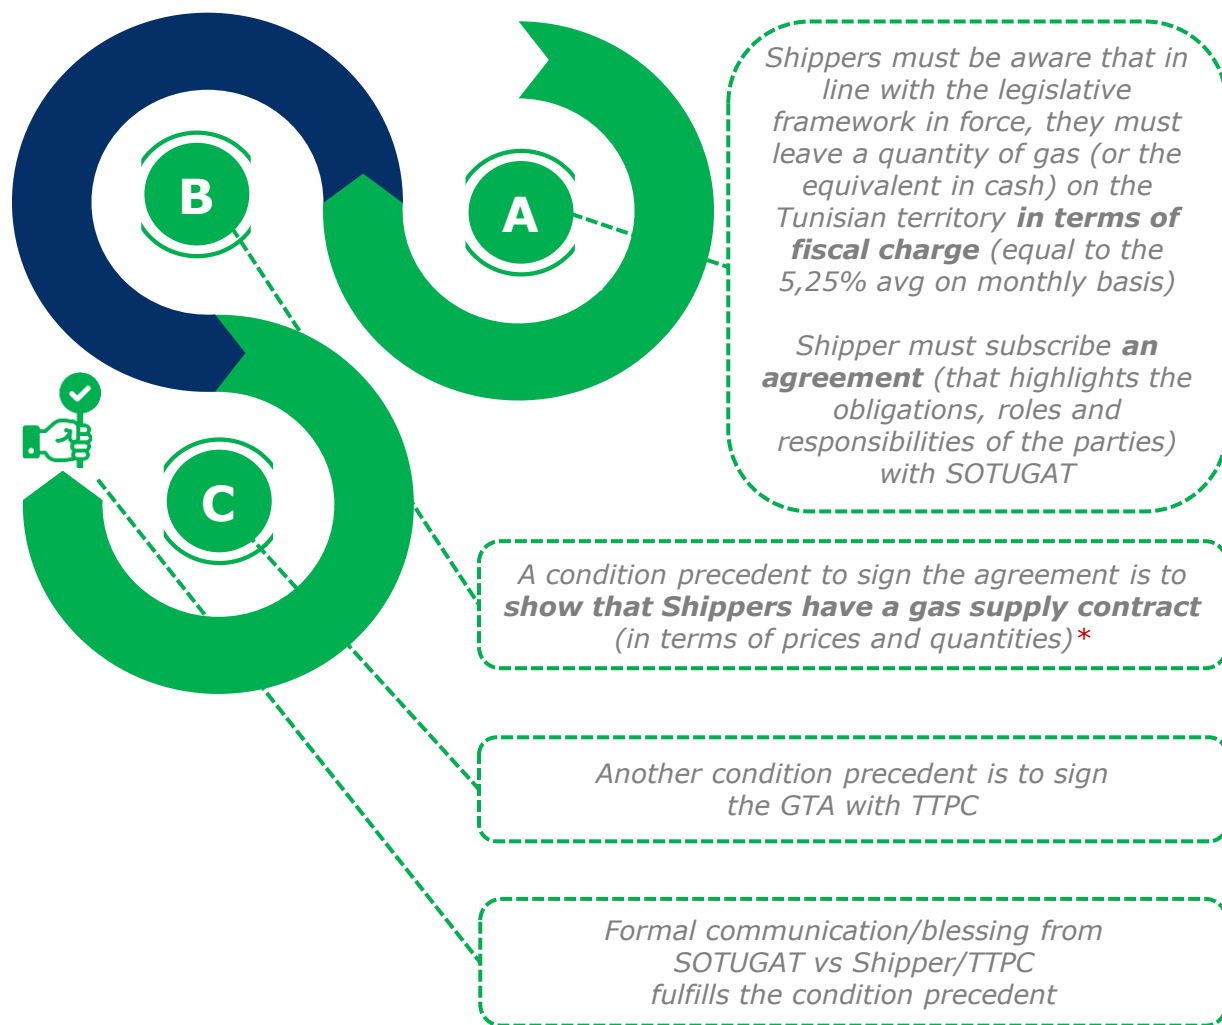 B
A
C
Shippers must be aware that in
line with the legislative
framework in force, they must
leave a quantity of gas (or the
equivalent in cash) on the
Tunisian territory in terms of
fiscal charge (equal to the
5,25% avg on monthly basis)
Shipper must subscribe an
agreement (that highlights the
obligations, roles and
responsibilities of the parties)
with SOTUGAT
A condition precedent to sign the agreement is to
show that Shippers have a gas supply contract
(in terms of prices and quantities)*
Another condition precedent is to sign
the GTA with TTPC
Formal communication/blessing from
SOTUGAT vs Shipper/TTPC
fulfills the condition precedent